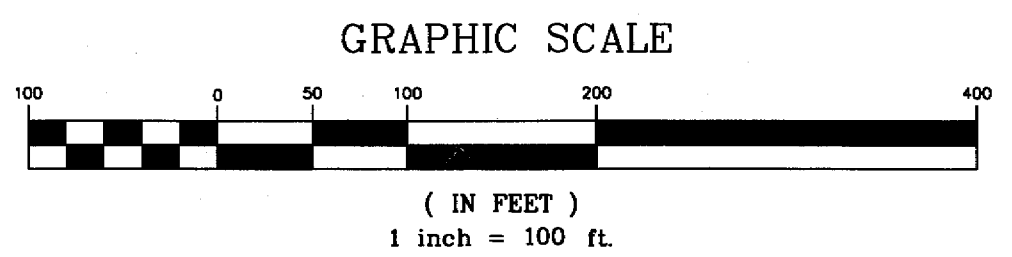 GRAPHIC SCALE
100 0 50 100 200 400
( IN FEET )
1 inch = 100 ft.